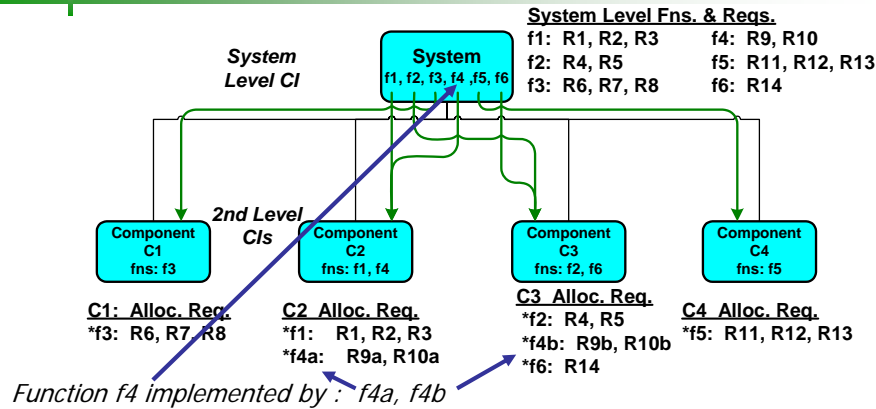 System Level Fns. & Reqs.
f1: R1, R2, R3
f4: R9, R10
f2: R4, R5
f5: R11, R12, R13
f3: R6, R7, R8
f6: R14
System
Level CI
System
f1, f2, f3, f4 ,f5, f6
2nd Level
CIs
Component
C1
fns: f3
Component
C2
fns: f1, f4
Component
C3
fns: f2, f6
Component
C4
fns: f5
C1: Alloc. Req.
*f3: R6, R7, R8
C2 Alloc. Req.
*f1: R1, R2, R3
*f4a: R9a, R10a
C3 Alloc. Req.
*f2: R4, R5
*f4b: R9b, R10b
*f6: R14
C4 Alloc. Req.
*f5: R11, R12, R13
Function f4 implemented by : f4a, f4b